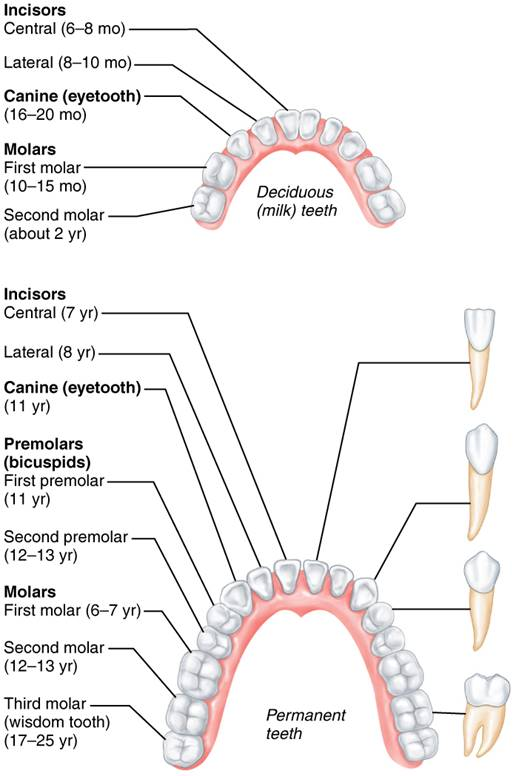 Incisors
Central (6–8 mo)
Lateral (8–10 mo)
Canine (eyetooth)
(16–20 mo)
Molars
First molar
(10–15 mo)
Second molar
(about 2 yr)
Deciduous
(milk) teeth
Incisors
Central (7 yr)
Lateral (8 yr)
Canine (eyetooth)
(11 yr)
Premolars
(bicuspids)
First premolar
(11 yr)
Second premolar
(12–13 yr)
Molars
First molar (6–7 yr)
Second molar
(12–13 yr)
Third molar
(wisdom tooth)
(17–25 yr)
Permanent
teeth